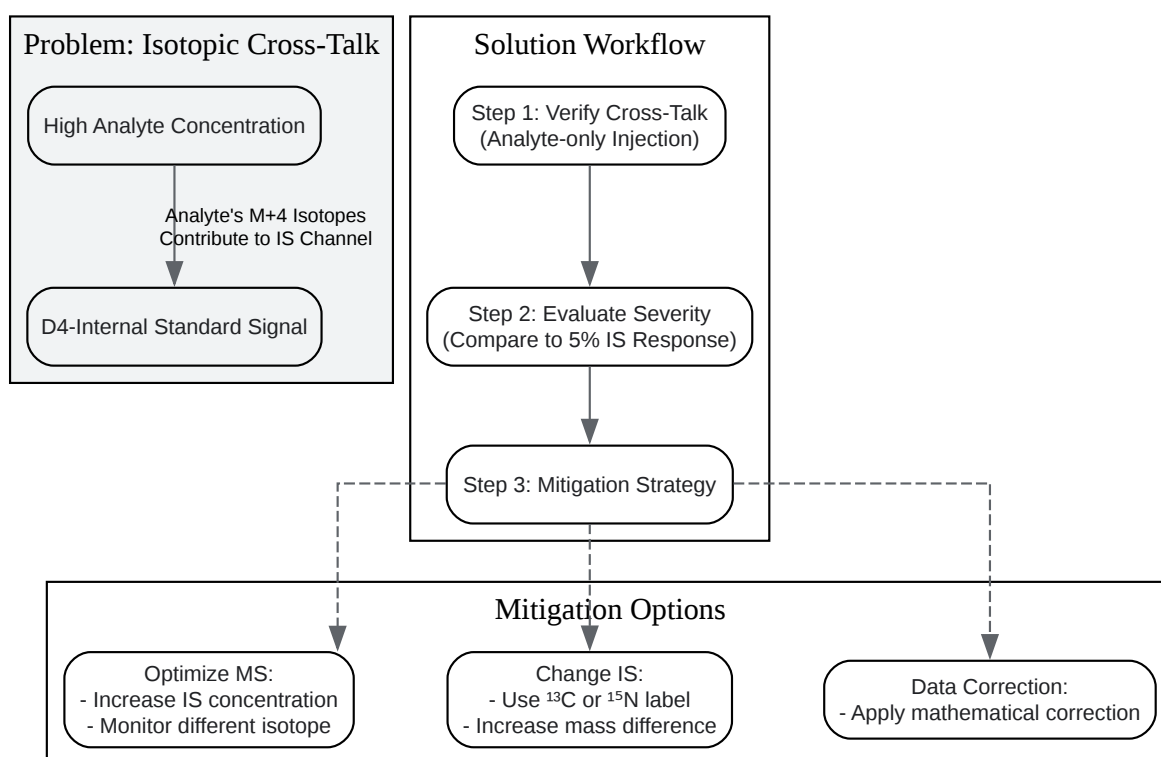 Problem: Isotopic Cross-Talk
High Analyte Concentration
Analyte's M+4 Isotopes
Contribute to IS Channel
D4-Internal Standard Signal
Solution Workflow
Step 1: Verify Cross-Talk
(Analyte-only Injection)
Step 2: Evaluate Severity
(Compare to 5% IS Response)
Step 3: Mitigation Strategy
Mitigation Options
Optimize MS:
- Increase IS concentration
- Monitor different isotope
Change IS:
- Use ¹³C or ¹⁵N label
- Increase mass difference
Data Correction:
- Apply mathematical correction